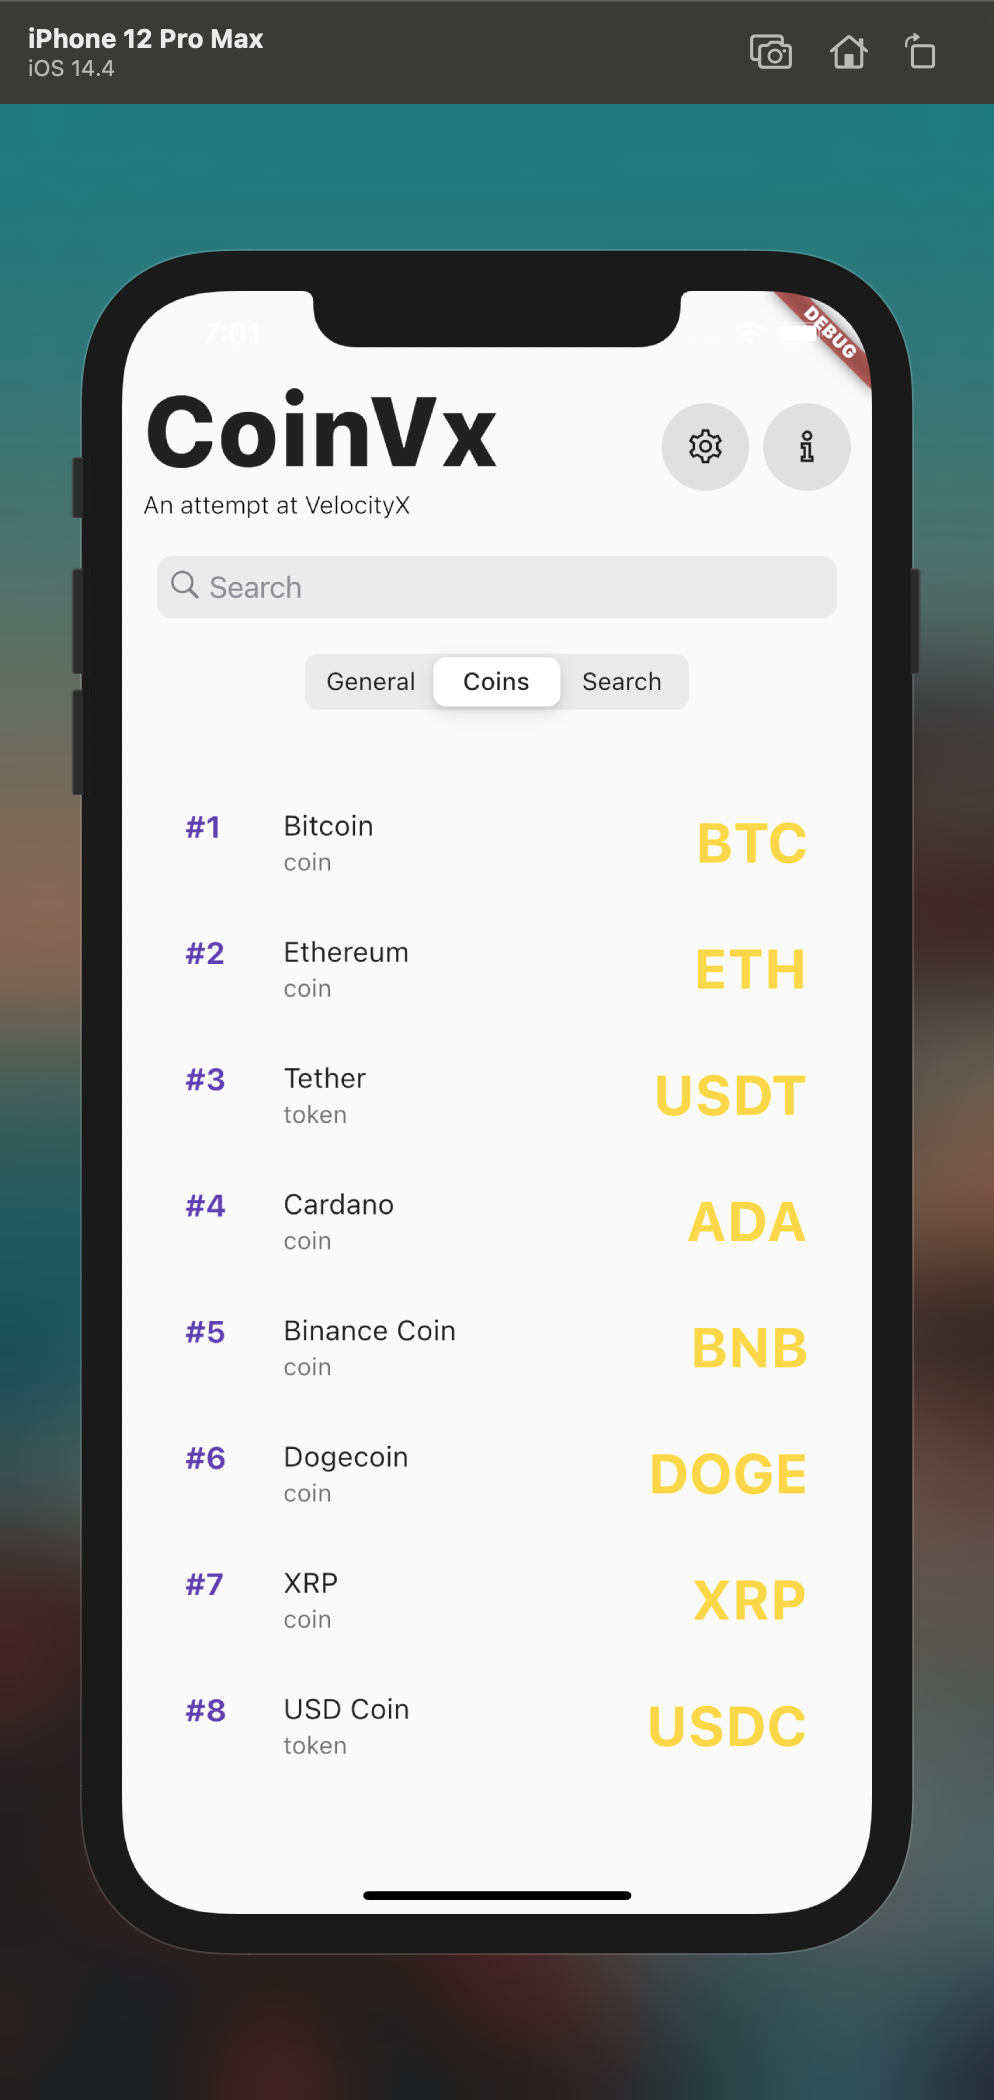 iPhone 12 Pro Max
iOS 14.4
7:01
DEBUG
CoinVx
An attempt at VelocityX
Search
General Coins Search
#1 Bitcoin BTC
coin
#2 Ethereum ETH
coin
#3 Tether USDT
token
#4 Cardano ADA
coin
#5 Binance Coin BNB
coin
#6 Dogecoin DOGE
coin
#7 XRP XRP
coin
#8 USD Coin USDC
token